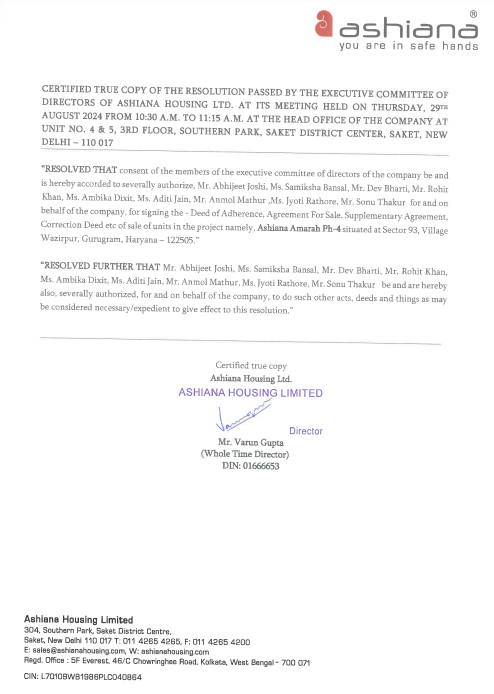 ashiana®
you are in safe hands
CERTIFIED TRUE COPY OF THE RESOLUTION PASSED BY THE EXECUTIVE COMMITTEE OF
DIRECTORS OF ASHIANA HOUSING LTD. AT ITS MEETING HELD ON THURSDAY, 29TH
AUGUST 2024 FROM 10:30 A.M. TO 11:15 A.M. AT THE HEAD OFFICE OF THE COMPANY AT
UNIT NO. 4 & 5, 3RD FLOOR, SOUTHERN PARK, SAKET DISTRICT CENTER, SAKET, NEW
DELHI – 110 017
“RESOLVED THAT consent of the members of the executive committee of directors of the company be and
is hereby accorded to severally authorize, Mr. Abhijeet Joshi, Ms. Samiksha Bansal, Mr. Dev Bharti, Mr. Rohit
Khan, Ms. Ambika Dixit, Ms. Aditi Jain, Mr. Anmol Mathur ,Ms. Jyoti Rathore, Mr. Sonu Thakur for and on
behalf of the company, for signing the - Deed of Adherence, Agreement For Sale, Supplementary Agreement,
Correction Deed etc of sale of units in the project namely, Ashiana Amarah Ph-4 situated at Sector 93, Village
Wazirpur, Gurugram, Haryana – 122505.”
“RESOLVED FURTHER THAT Mr. Abhijeet Joshi, Ms. Samiksha Bansal, Mr. Dev Bharti, Mr. Rohit Khan,
Ms. Ambika Dixit, Ms. Aditi Jain, Mr. Anmol Mathur, Ms. Jyoti Rathore, Mr. Sonu Thakur be and are hereby
also, severally authorized, for and on behalf of the company, to do such other acts, deeds and things as may
be considered necessary/expedient to give effect to this resolution.”
Certified true copy
Ashiana Housing Ltd.
ASHIANA HOUSING LIMITED
Director
Mr. Varun Gupta
(Whole Time Director)
DIN: 01666653
Ashiana Housing Limited
304, Southern Park, Saket District Centre,
Saket, New Delhi 110 017 T: 011 4265 4265, F: 011 4265 4200
E: sales@ashianahousing.com, W: ashianahousing.com
Regd. Office : 5F Everest, 46/C Chowringhee Road, Kolkata, West Bengal - 700 071
CIN: L70109WB1986PLC040864